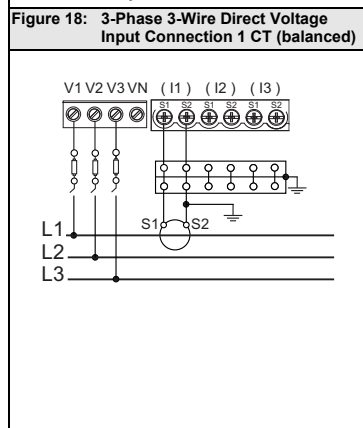 Figure 18: 3-Phase 3-Wire Direct Voltage
Input Connection 1 CT (balanced)
V1 V2 V3 VN ( I1 ) ( I2 ) ( I3 )
S1 S2 S1 S2 S1 S2
S1 S2
L1
L2
L3